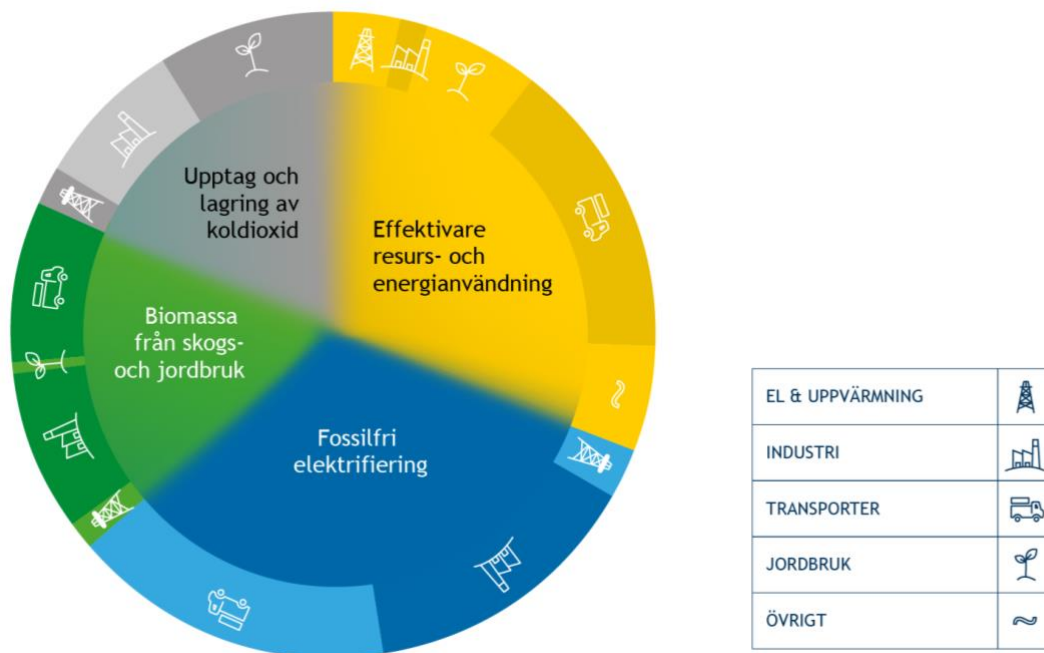 Upptag och
lagring av
koldioxid
Effektivare
resurs- och
energianvändning
Biomassa
från skogs-
och jordbruk
Fossilfri
elektrifiering
EL & UPPVÄRMNING
INDUSTRI
TRANSPORTER
JORDBRUK
ÖVRIGT